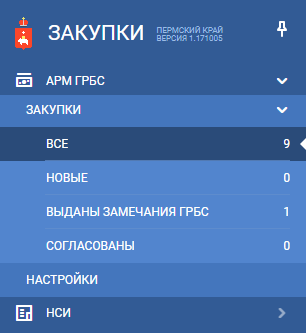 ЗАКУПКИ
ПЕРМСКИЙ КРАЙ
ВЕРСИЯ 1.171005
АРМ ГРБС
ЗАКУПКИ
ВСЕ 9
НОВЫЕ 0
ВЫДАНЫ ЗАМЕЧАНИЯ ГРБС 1
СОГЛАСОВАНЫ 0
НАСТРОЙКИ
НСИ